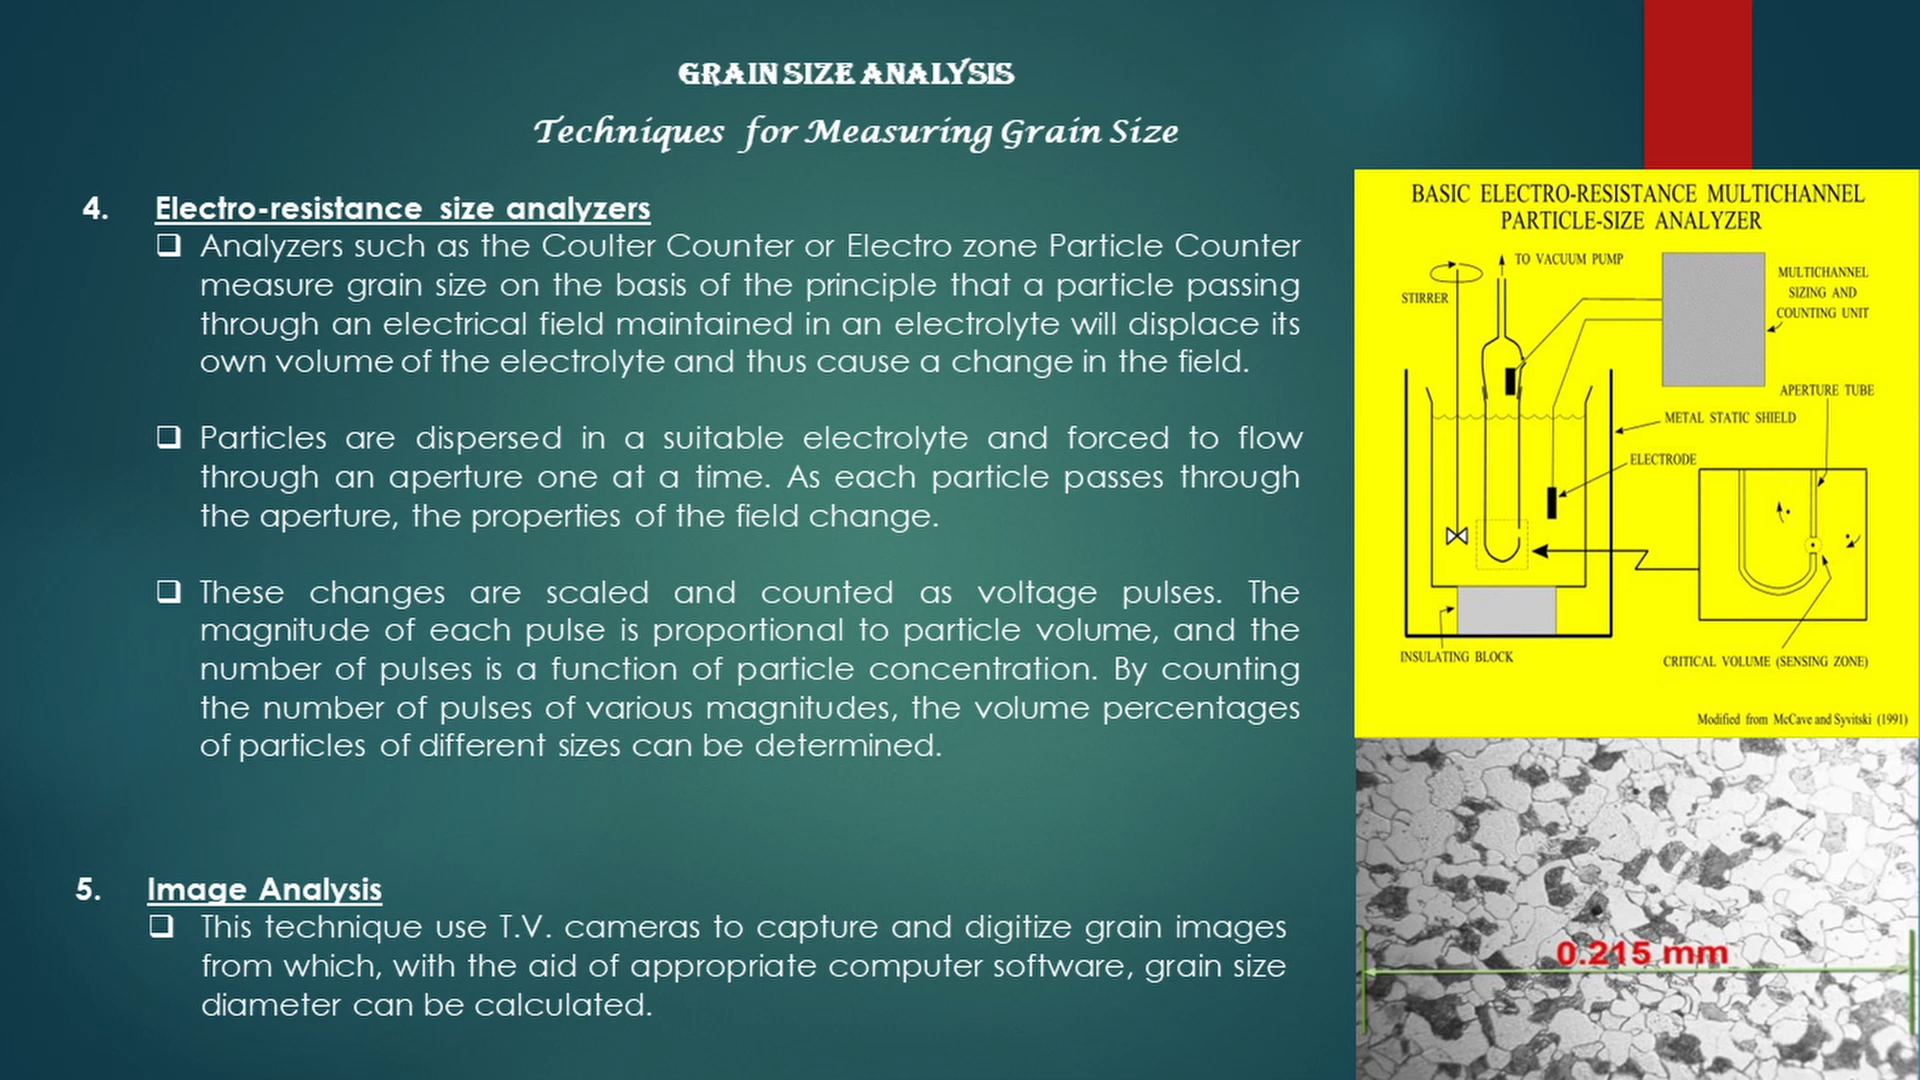 GRAIN SIZE ANALYSIS
Techniques for Measuring Grain Size
4. Electro-resistance size analyzers
❑ Analyzers such as the Coulter Counter or Electro zone Particle Counter
measure grain size on the basis of the principle that a particle passing
through an electrical field maintained in an electrolyte will displace its
own volume of the electrolyte and thus cause a change in the field.
❑ Particles are dispersed in a suitable electrolyte and forced to flow
through an aperture one at a time. As each particle passes through
the aperture, the properties of the field change.
❑ These changes are scaled and counted as voltage pulses. The
magnitude of each pulse is proportional to particle volume, and the
number of pulses is a function of particle concentration. By counting
the number of pulses of various magnitudes, the volume percentages
of particles of different sizes can be determined.
5. Image Analysis
❑ This technique use T.V. cameras to capture and digitize grain images
from which, with the aid of appropriate computer software, grain size
diameter can be calculated.
BASIC ELECTRO-RESISTANCE MULTICHANNEL
PARTICLE-SIZE ANALYZER
TO VACUUM PUMP
STIRRER
MULTICHANNEL
SIZING AND
COUNTING UNIT
APERTURE TUBE
METAL STATIC SHIELD
ELECTRODE
INSULATING BLOCK
CRITICAL VOLUME (SENSING ZONE)
Modified from McCave and Syvitski (1991)
0.215 mm